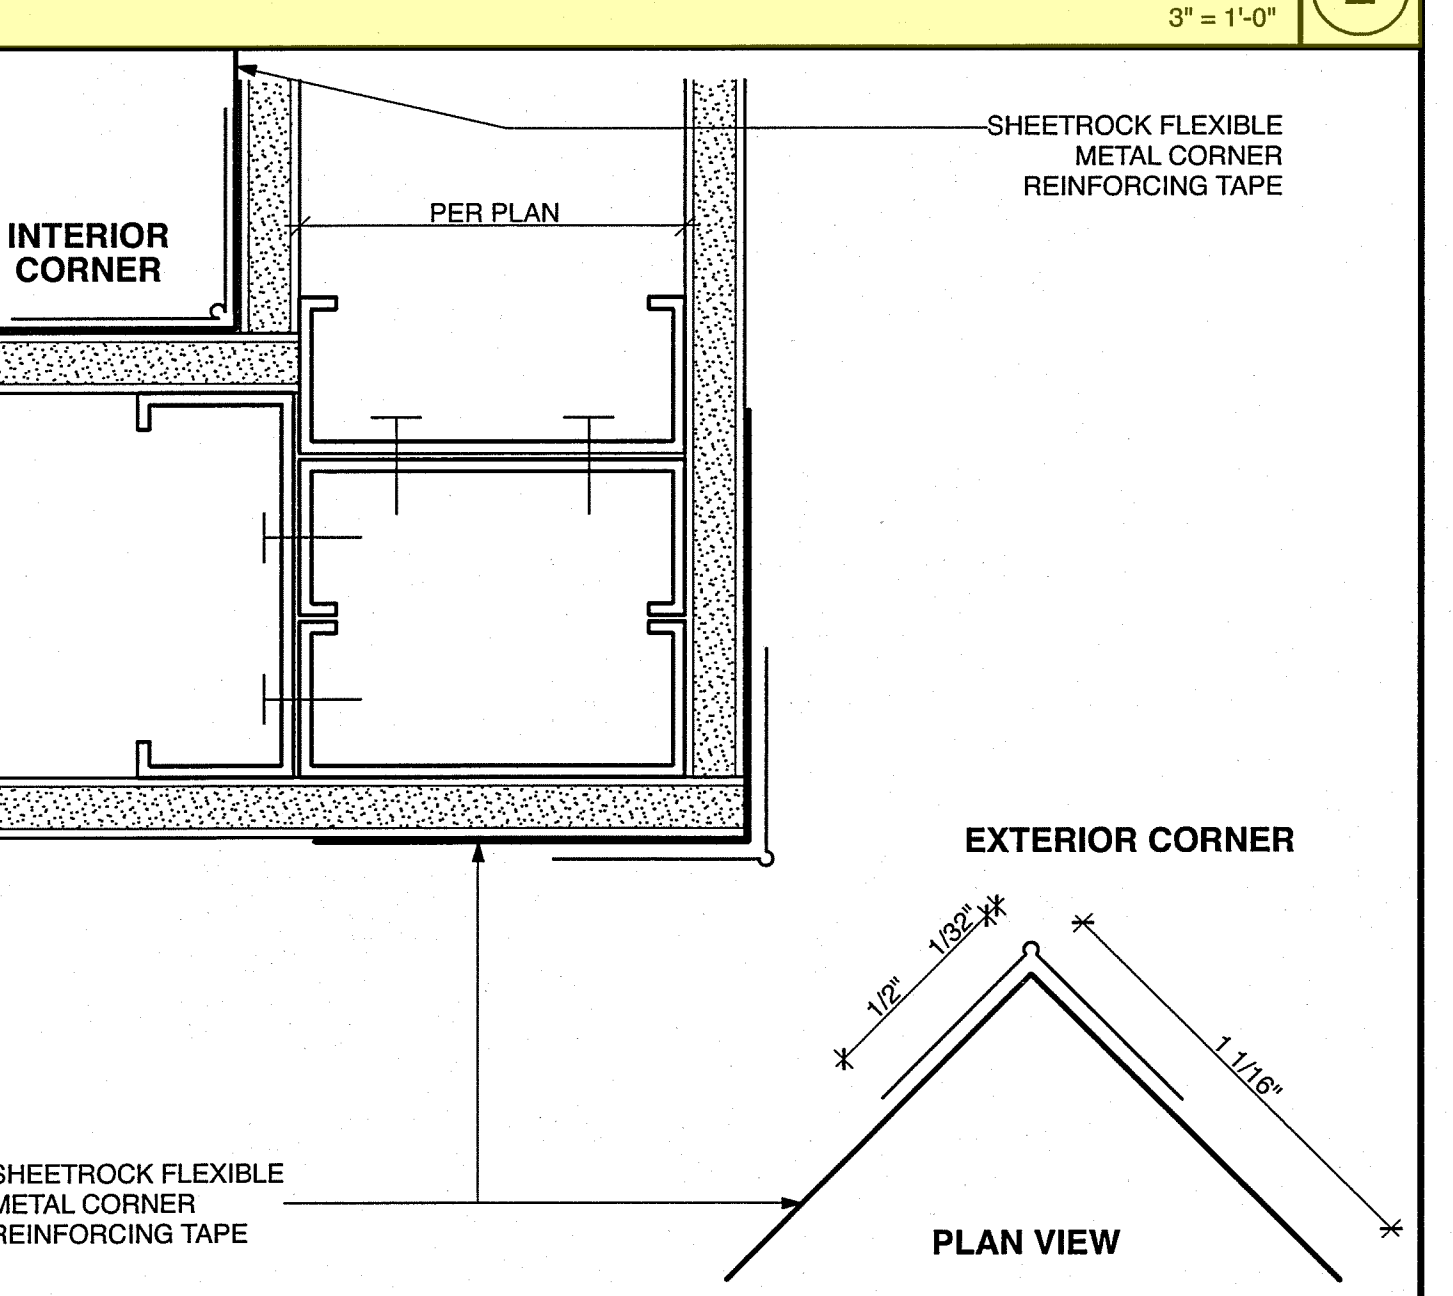 3" = 1'-0"
SHEETROCK FLEXIBLE
METAL CORNER
REINFORCING TAPE
PER PLAN
INTERIOR
CORNER
EXTERIOR CORNER
1/32"
1/2"
1 1/16"
SHEETROCK FLEXIBLE
METAL CORNER
REINFORCING TAPE
PLAN VIEW